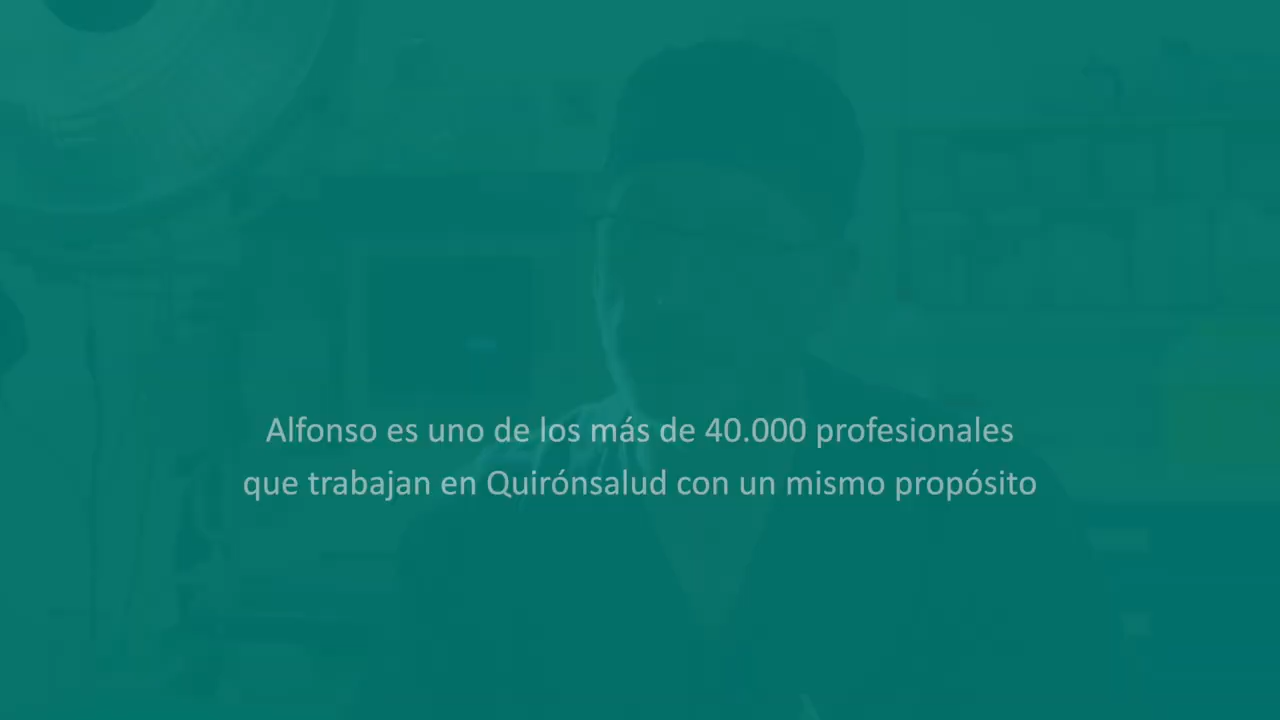 Alfonso es uno de los más de 40.000 profesionales
que trabajan en Quirónsalud con un mismo propósito